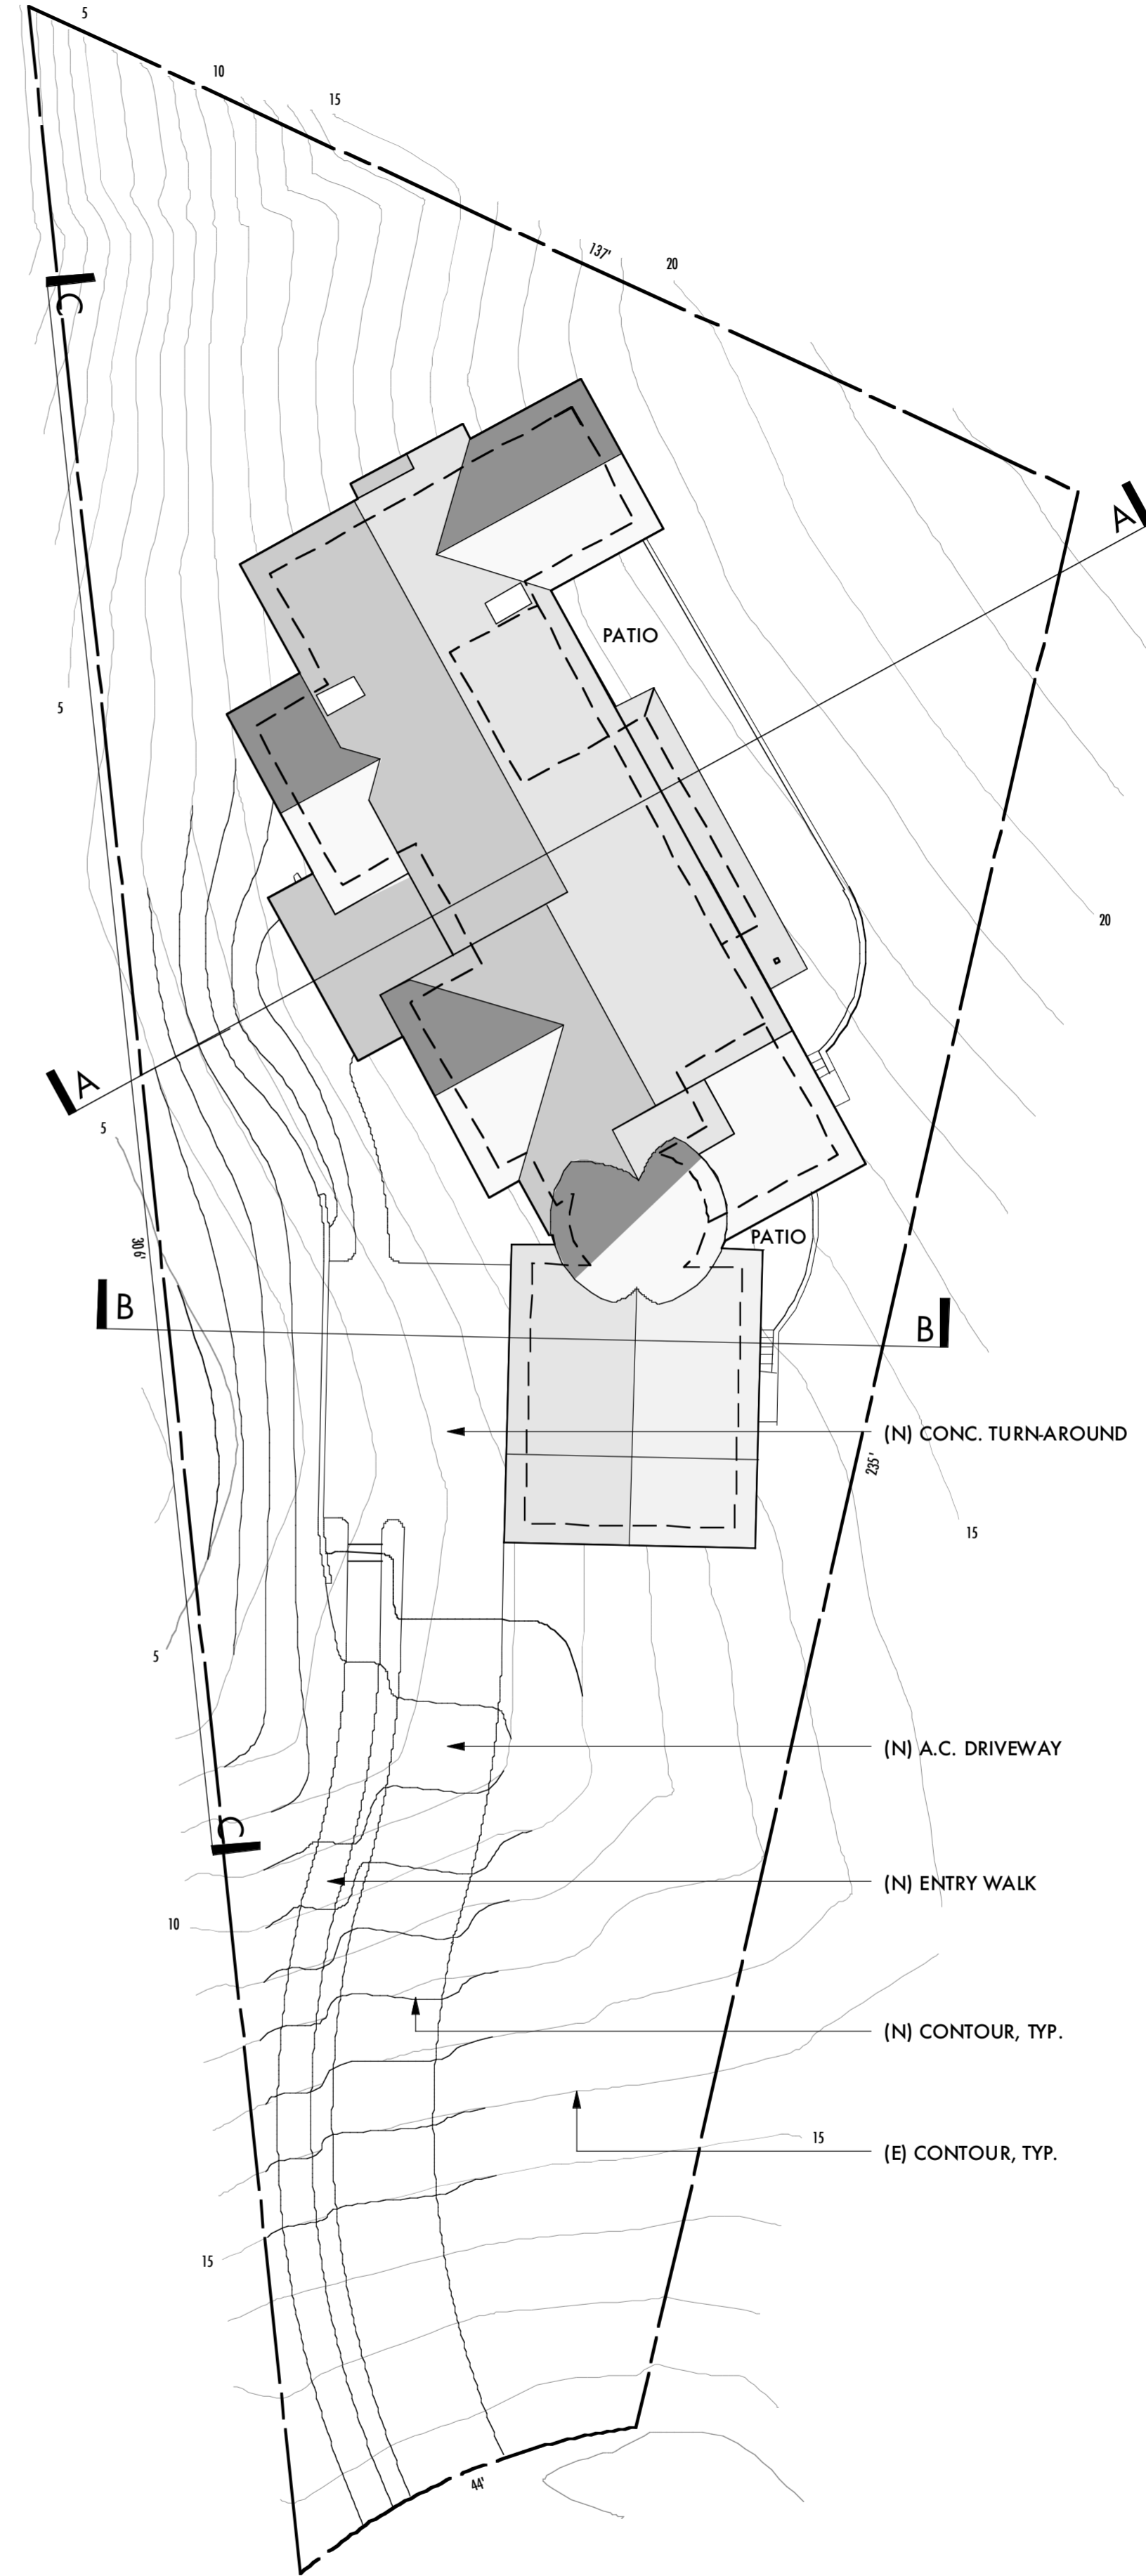 5
10
15
137'
20
C
A
PATIO
5
20
A
5
PATIO
30.6'
B
B
(N) CONC. TURN-AROUND
235'
15
5
(N) A.C. DRIVEWAY
C
(N) ENTRY WALK
10
(N) CONTOUR, TYP.
15
(E) CONTOUR, TYP.
15
44'